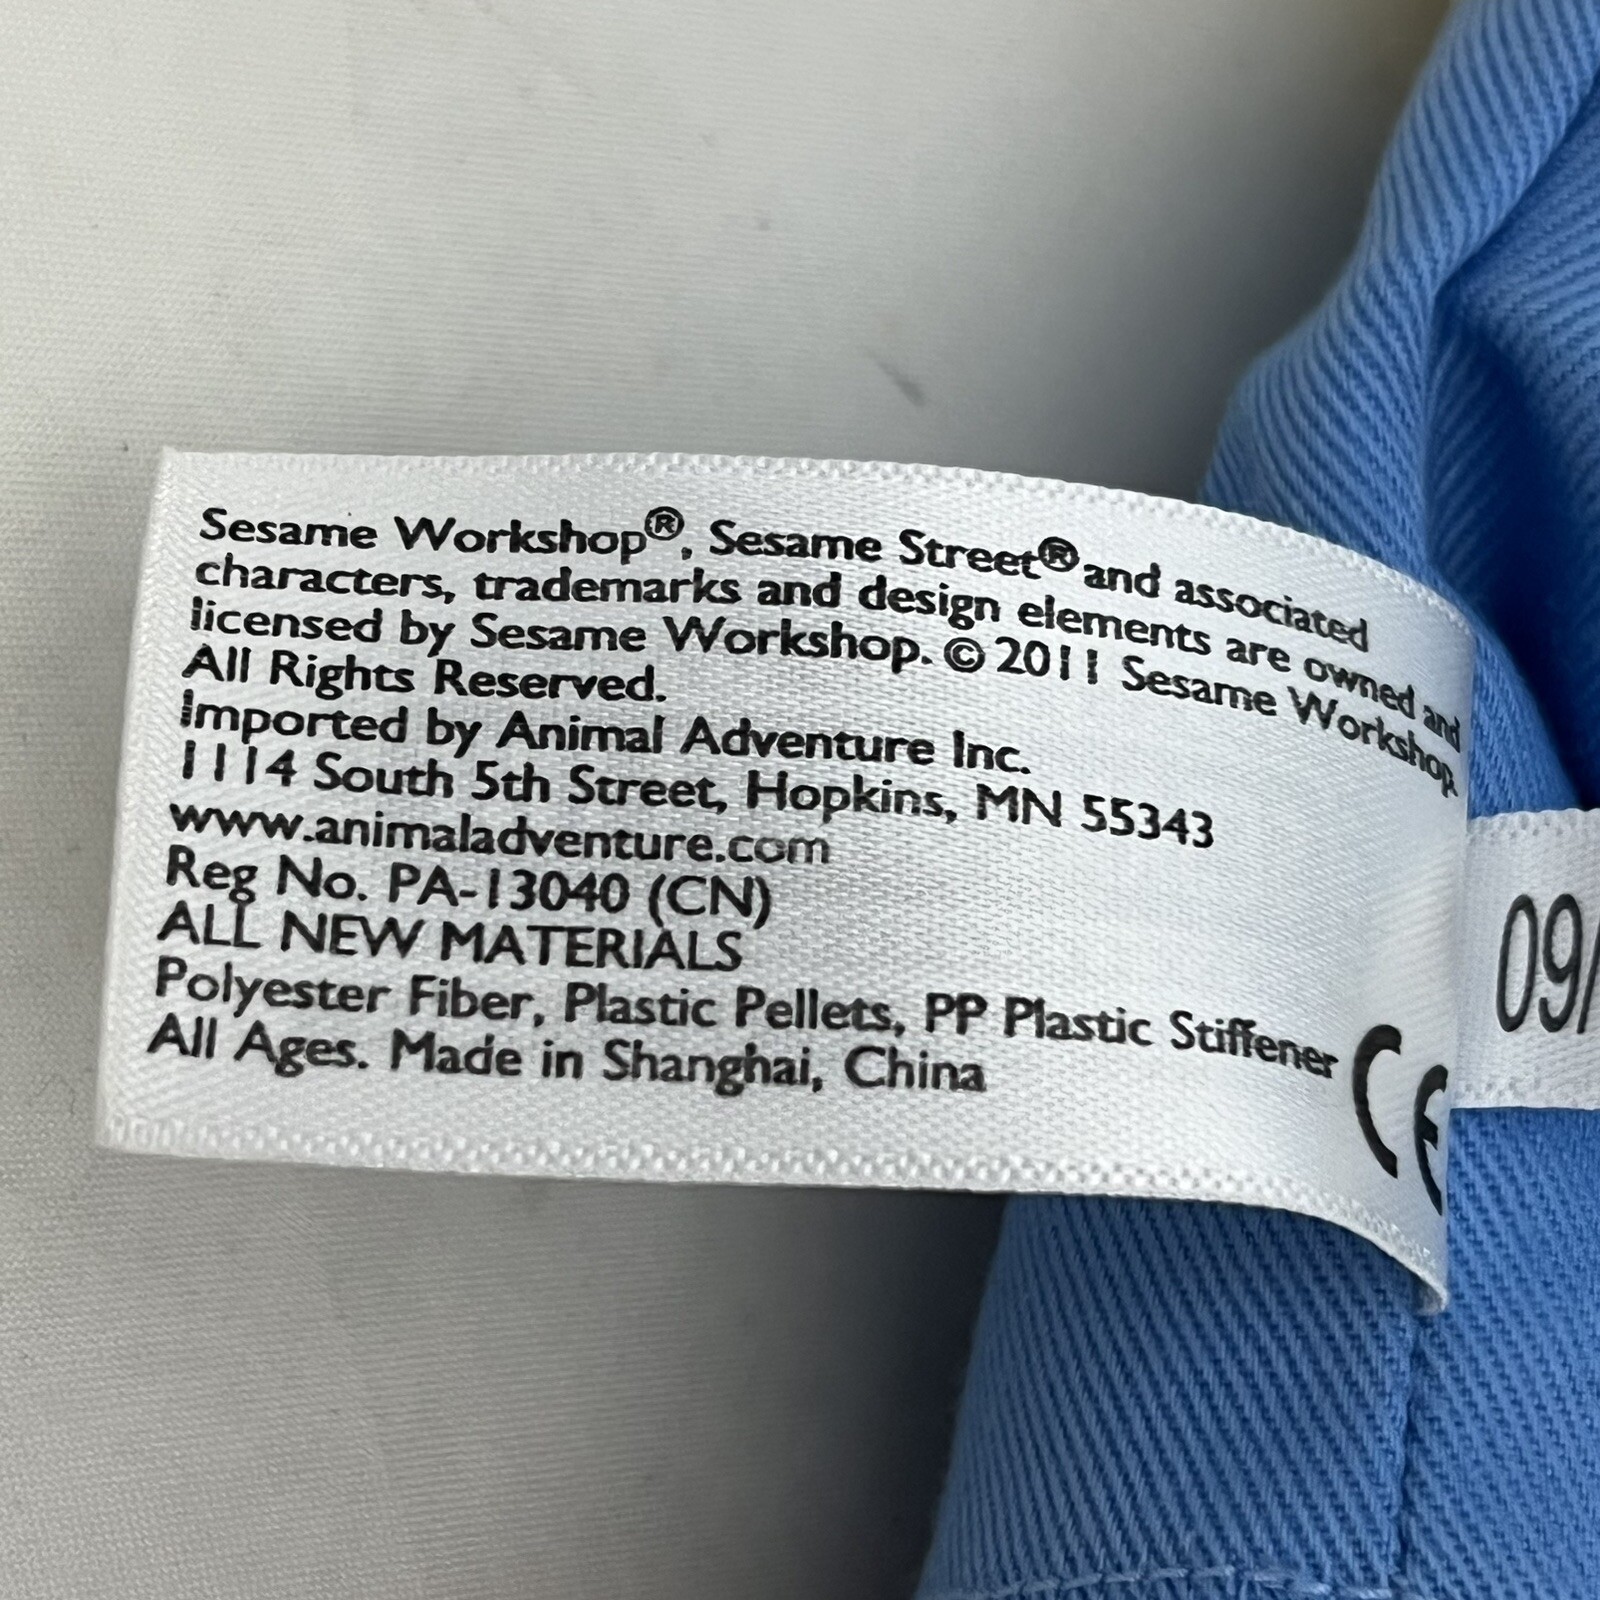 Sesame Workshop®, Sesame Street® and associated
characters, trademarks and design elements are owned and
licensed by Sesame Workshop. © 2011 Sesame Workshop.
All Rights Reserved.
Imported by Animal Adventure Inc.
1114 South 5th Street, Hopkins, MN 55343
www.animaladventure.com
Reg No. PA-13040 (CN)
ALL NEW MATERIALS
Polyester Fiber, Plastic Pellets, PP Plastic Stiffener
All Ages. Made in Shanghai, China
CE
09/